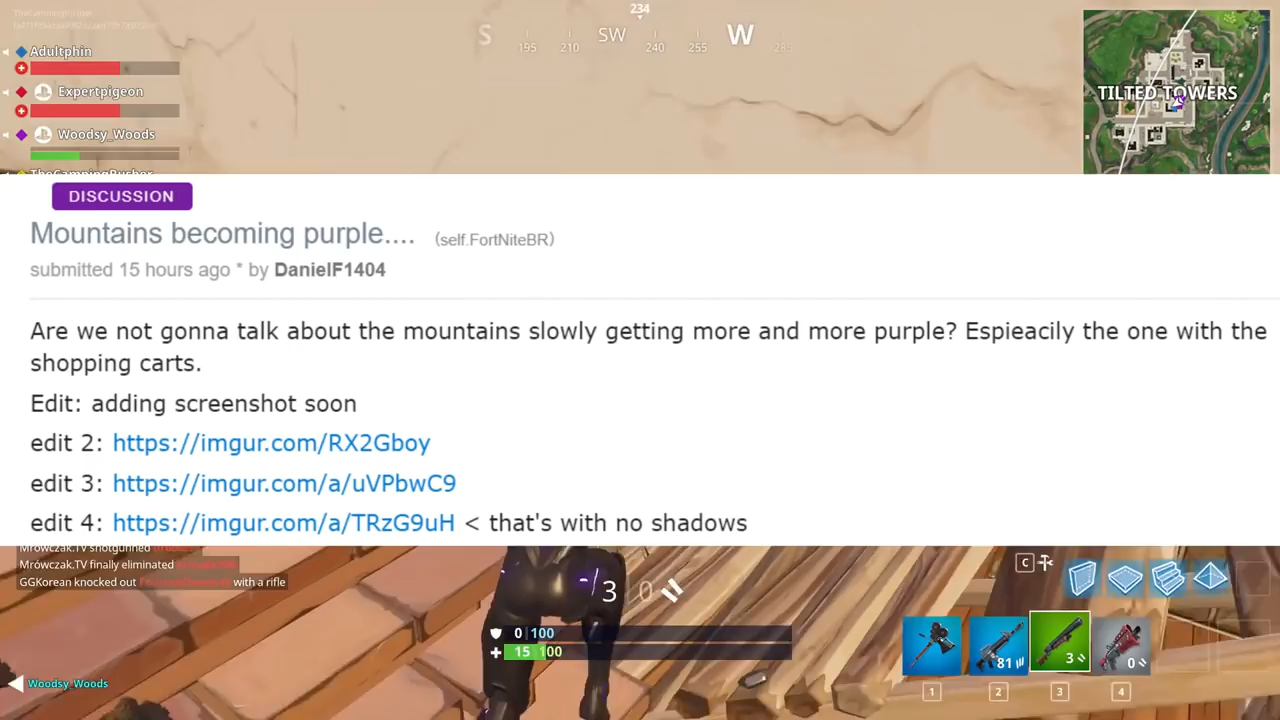 234
S 195 210 SW 240 255 W 285
Adultphin
Expertpigeon
Woodsy_Woods
TheCampingRusher
TILTED TOWERS
DISCUSSION
Mountains becoming purple.... (self.FortNiteBR)
submitted 15 hours ago * by DanielF1404
Are we not gonna talk about the mountains slowly getting more and more purple? Espieacily the one with the
shopping carts.
Edit: adding screenshot soon
edit 2: https://imgur.com/RX2Gboy
edit 3: https://imgur.com/a/uVPbwC9
edit 4: https://imgur.com/a/TRzG9uH < that's with no shadows
Mrówczak.TV shotgunned
Mrówczak.TV finally eliminated
GGKorean knocked out with a rifle
3 0
C
0 | 100
15 100
81 3 0
1 2 3 4
Woodsy_Woods